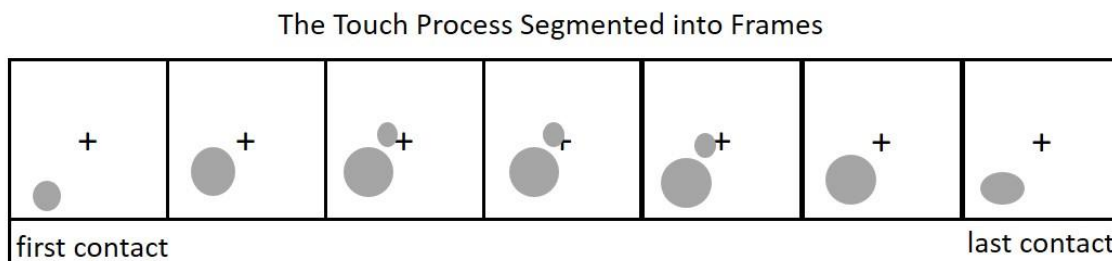 The Touch Process Segmented into Frames
+ + + + + + +
first contact last contact